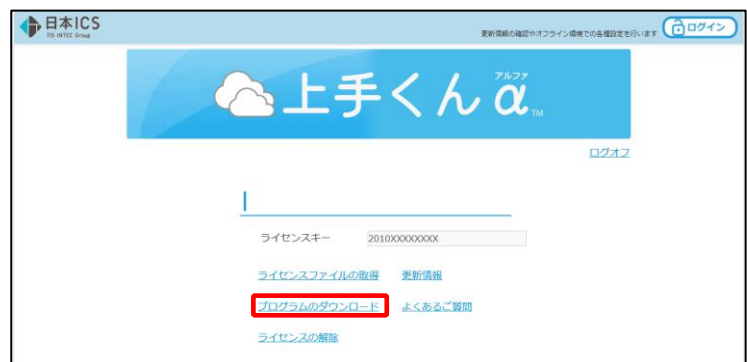 日本ICS
TIS INTEC Group
更新情報の確認やオフライン環境での各種設定を行います
ログイン
アルファ
上手くんα TM
ログオフ
ライセンスキー 2010XXXXXXXX
ライセンスファイルの取得 更新情報
プログラムのダウンロード よくあるご質問
ライセンスの解除